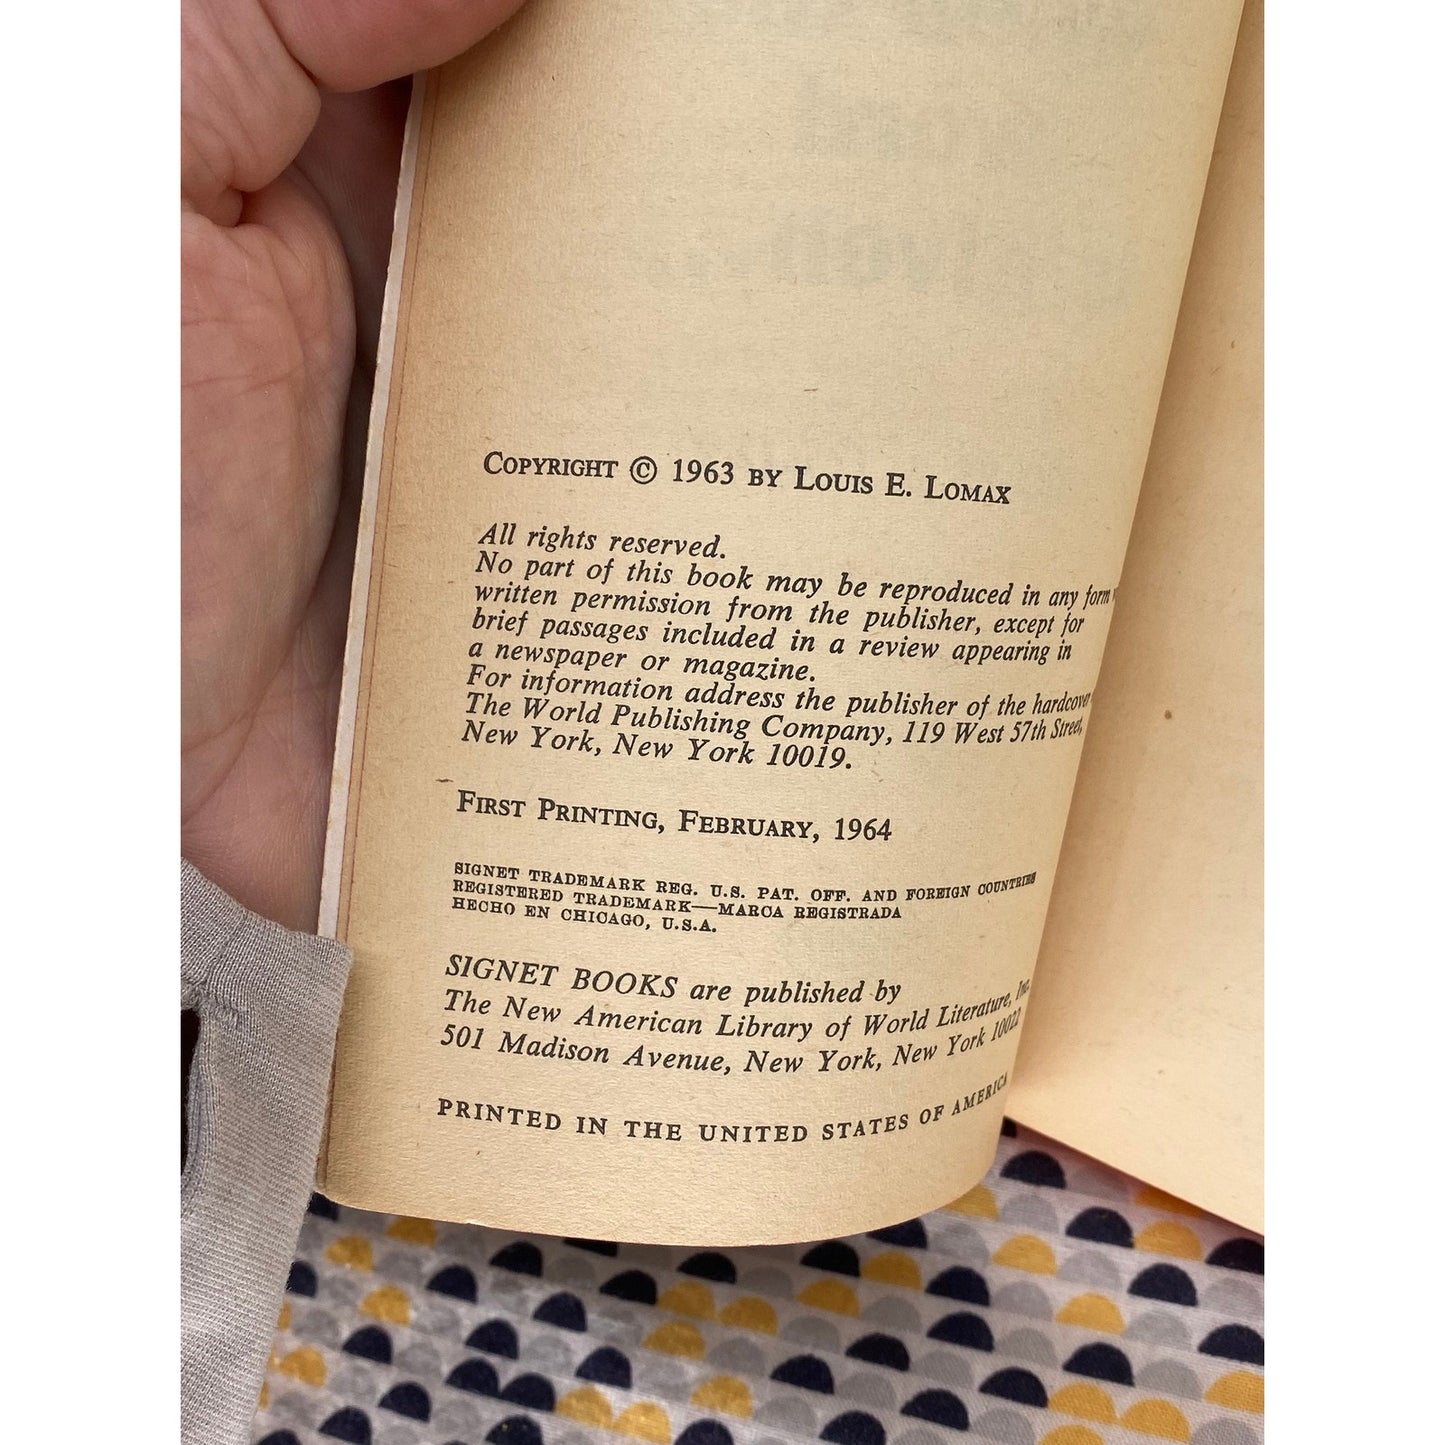 COPYRIGHT © 1963 BY LOUIS E. LOMAX
All rights reserved.
No part of this book may be reproduced in any form
written permission from the publisher, except for
brief passages included in a review appearing in
a newspaper or magazine.
For information address the publisher of the hardcover
The World Publishing Company, 119 West 57th Street,
New York, New York 10019.
FIRST PRINTING, FEBRUARY, 1964
SIGNET TRADEMARK REG. U.S. PAT. OFF. AND FOREIGN COUNTRIES
REGISTERED TRADEMARK—MARCA REGISTRADA
HECHO EN CHICAGO, U.S.A.
SIGNET BOOKS are published by
The New American Library of World Literature, Inc.
501 Madison Avenue, New York, New York 10022
PRINTED IN THE UNITED STATES OF AMERICA